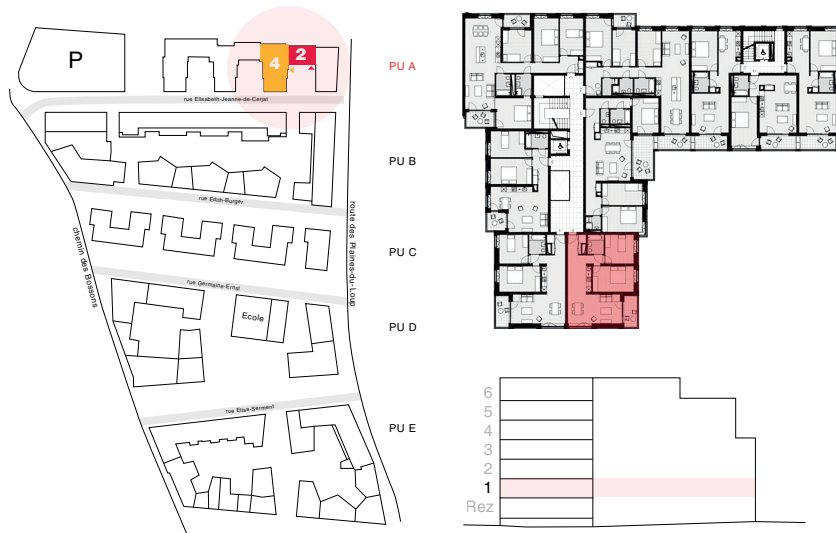 P
4
2
PU A
rue Elisabeth-Jeanne-de-Cerjat
PU B
rue Edith-Burger
route des Plaines-du-Loup
chemin des Bossons
PU C
rue Germaine-Ernst
Ecole
PU D
rue Elisa-Serment
PU E
6
5
4
3
2
1
Rez